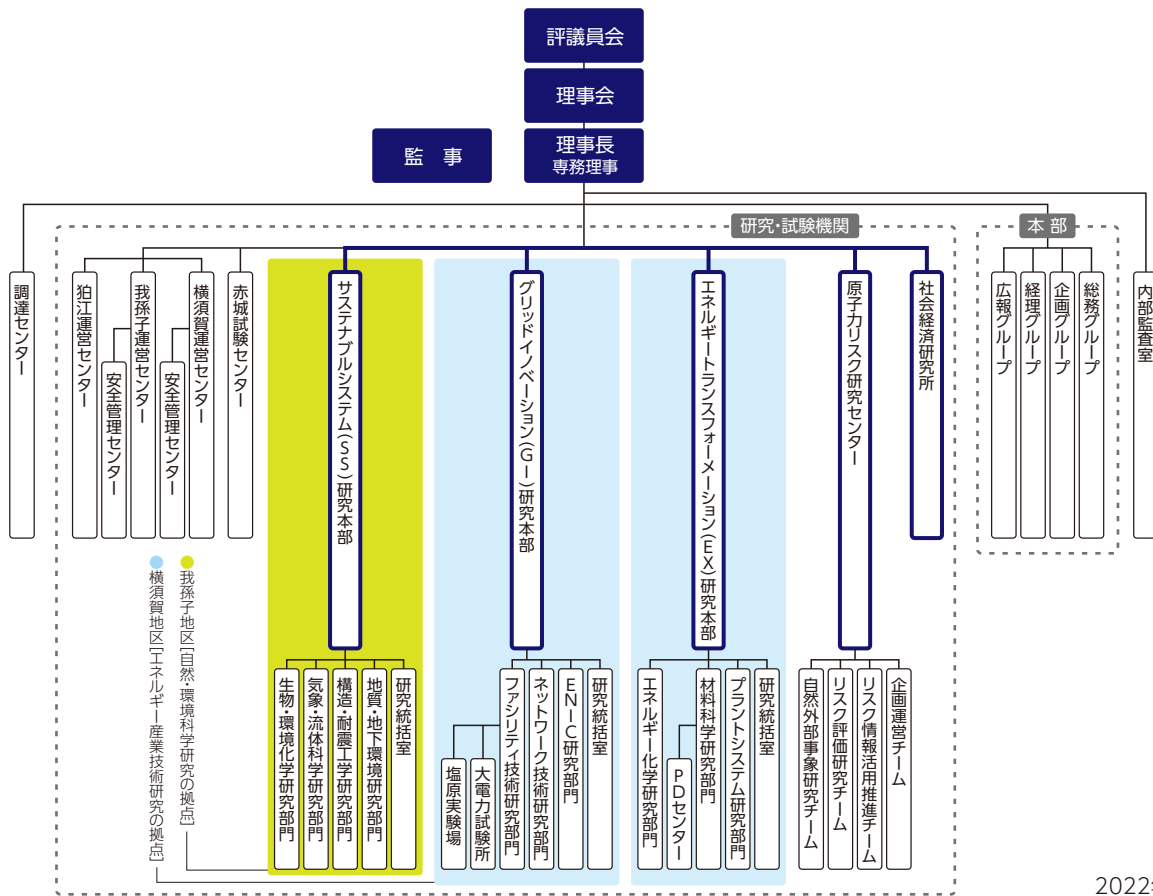 評議員会
理事会
理事長
専務理事
監　事
研究・試験機関
本 部
調達センター
狛江運営センター
安全管理センター
我孫子運営センター
安全管理センター
横須賀運営センター
赤城試験センター
サステナブルシステム(SS)研究本部
グリッドイノベーション(GI)研究本部
エネルギートランスフォーメーション(EX)研究本部
原子力リスク研究センター
社会経済研究所
広報グループ
経理グループ
企画グループ
総務グループ
内部監査室
我孫子地区[自然・環境科学研究の拠点]
横須賀地区[エネルギー産業技術研究の拠点]
生物・環境化学研究部門
気象・流体科学研究部門
構造・耐震工学研究部門
地質・地下環境研究部門
研究統括室
塩原実験場
大電力試験所
ファシリティ技術研究部門
ネットワーク技術研究部門
ENIC研究部門
研究統括室
エネルギー化学研究部門
PDセンター
材料科学研究部門
プラントシステム研究部門
研究統括室
自然外部事象研究チーム
リスク評価研究チーム
リスク情報活用推進チーム
企画運営チーム
2022